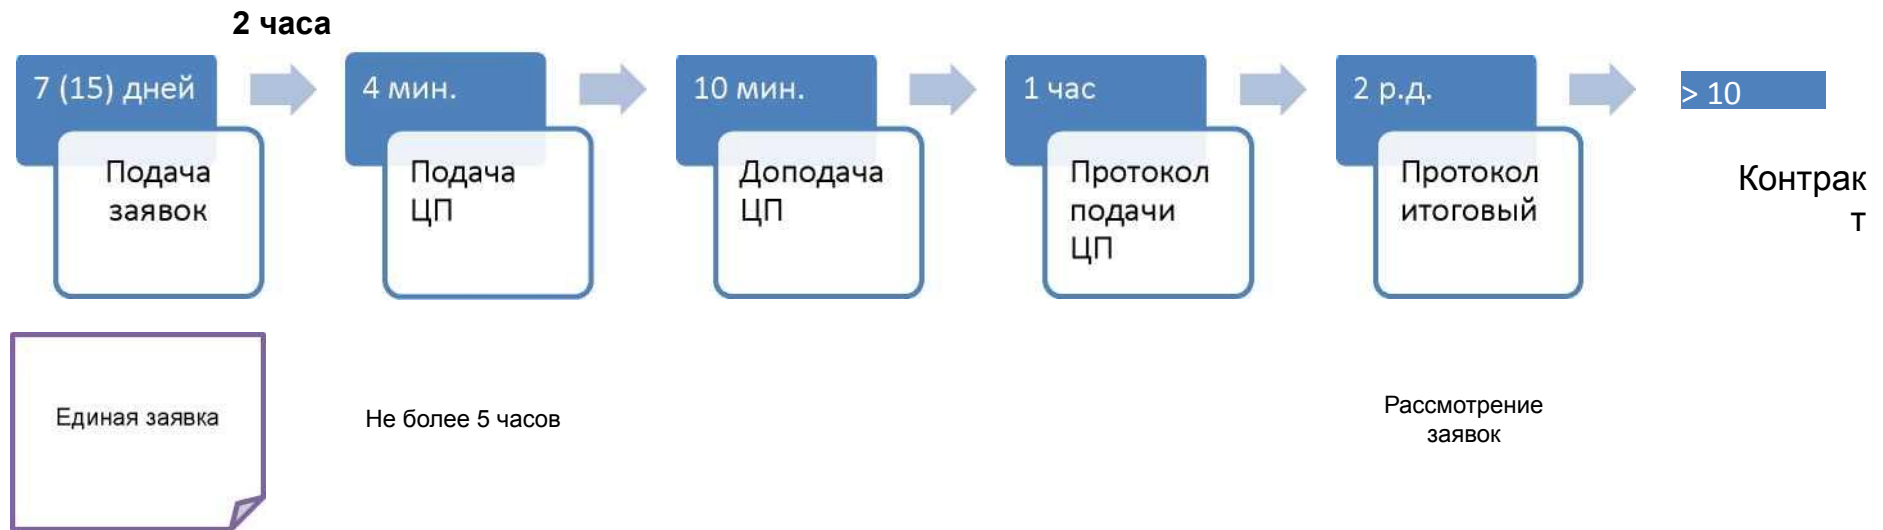 2 часа
7 (15) дней
Подача
заявок
4 мин.
Подача
ЦП
10 мин.
Доподача
ЦП
1 час
Протокол
подачи
ЦП
2 р.д.
Протокол
итоговый
> 10
Контрак
т
Единая заявка
Не более 5 часов
Рассмотрение
заявок